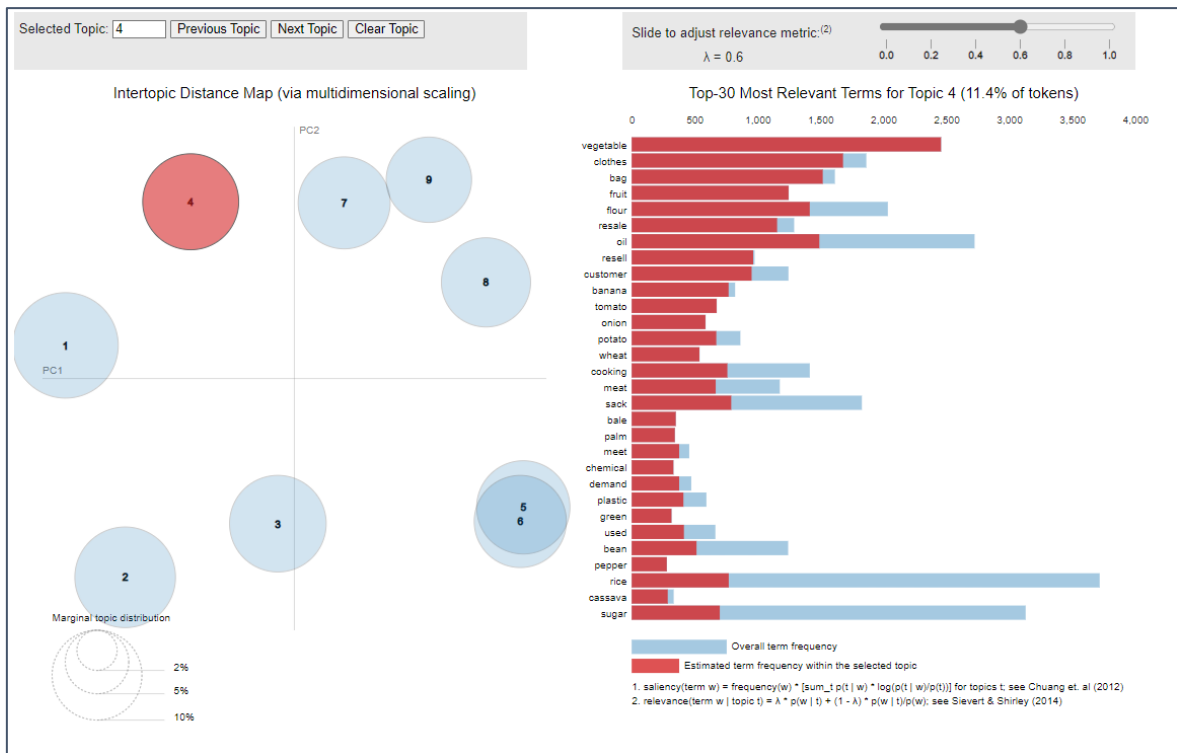 Selected Topic: 4 Previous Topic Next Topic Clear Topic
Slide to adjust relevance metric:(2)
λ = 0.6
0.0 0.2 0.4 0.6 0.8 1.0
Intertopic Distance Map (via multidimensional scaling)
PC2
PC1
4
7
9
8
1
3
5
6
2
Marginal topic distribution
2%
5%
10%
Top-30 Most Relevant Terms for Topic 4 (11.4% of tokens)
0 500 1,000 1,500 2,000 2,500 3,000 3,500 4,000
vegetable
clothes
bag
fruit
flour
resale
oil
resell
customer
banana
tomato
onion
potato
wheat
cooking
meat
sack
bale
palm
meet
chemical
demand
plastic
green
used
bean
pepper
rice
cassava
sugar
Overall term frequency
Estimated term frequency within the selected topic
1. saliency(term w) = frequency(w) * [sum_t p(t | w) * log(p(t | w)/p(t))] for topics t; see Chuang et. al (2012)
2. relevance(term w | topic t) = λ * p(w | t) + (1 - λ) * p(w | t)/p(w); see Sievert & Shirley (2014)